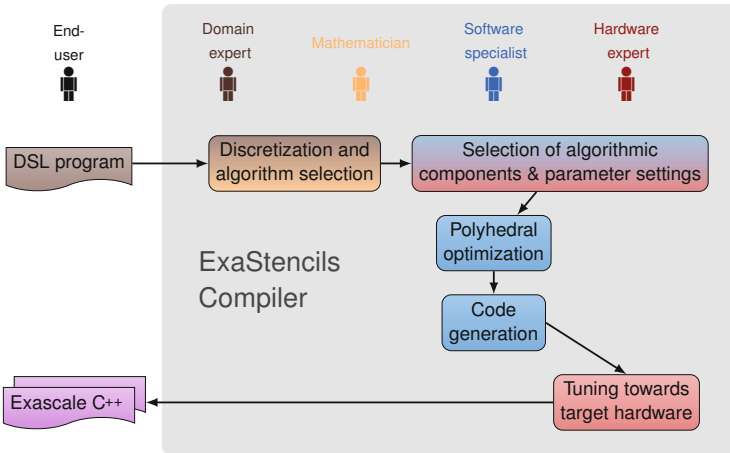 End-
user
Domain
expert
Mathematician
Software
specialist
Hardware
expert
DSL program
Discretization and
algorithm selection
Selection of algorithmic
components & parameter settings
Polyhedral
optimization
ExaStencils
Compiler
Code
generation
Tuning towards
target hardware
Exascale C++